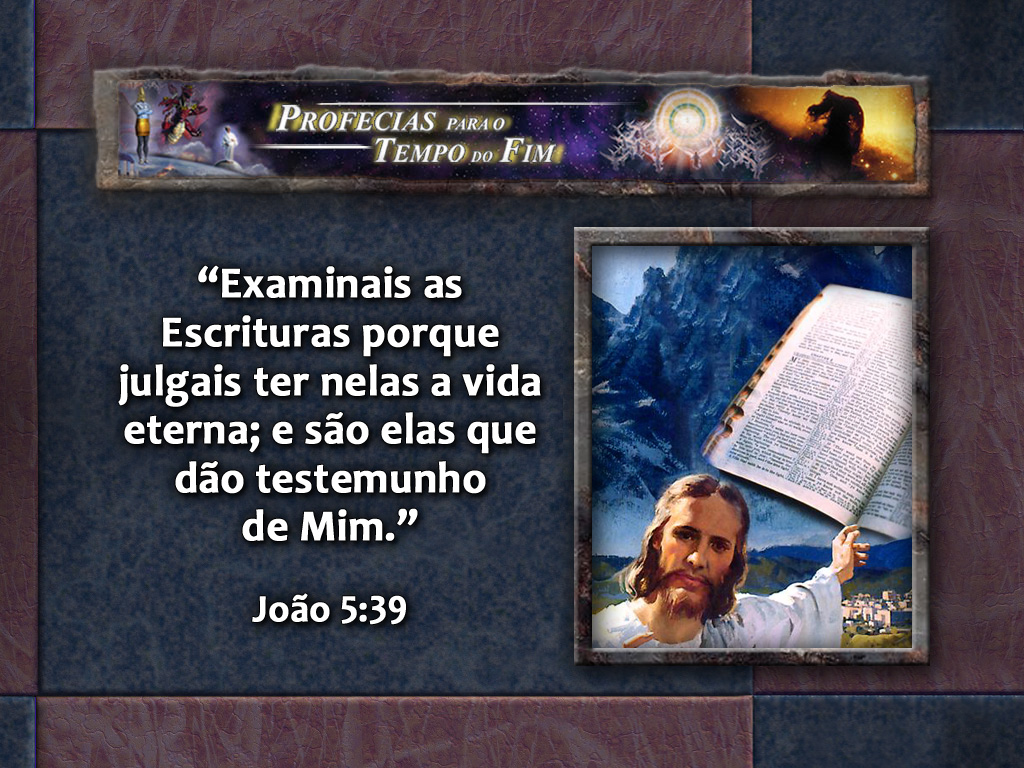 PROFECIAS PARA O
TEMPO DO FIM
“Examinais as
Escrituras porque
julgais ter nelas a vida
eterna; e são elas que
dão testemunho
de Mim.”
João 5:39